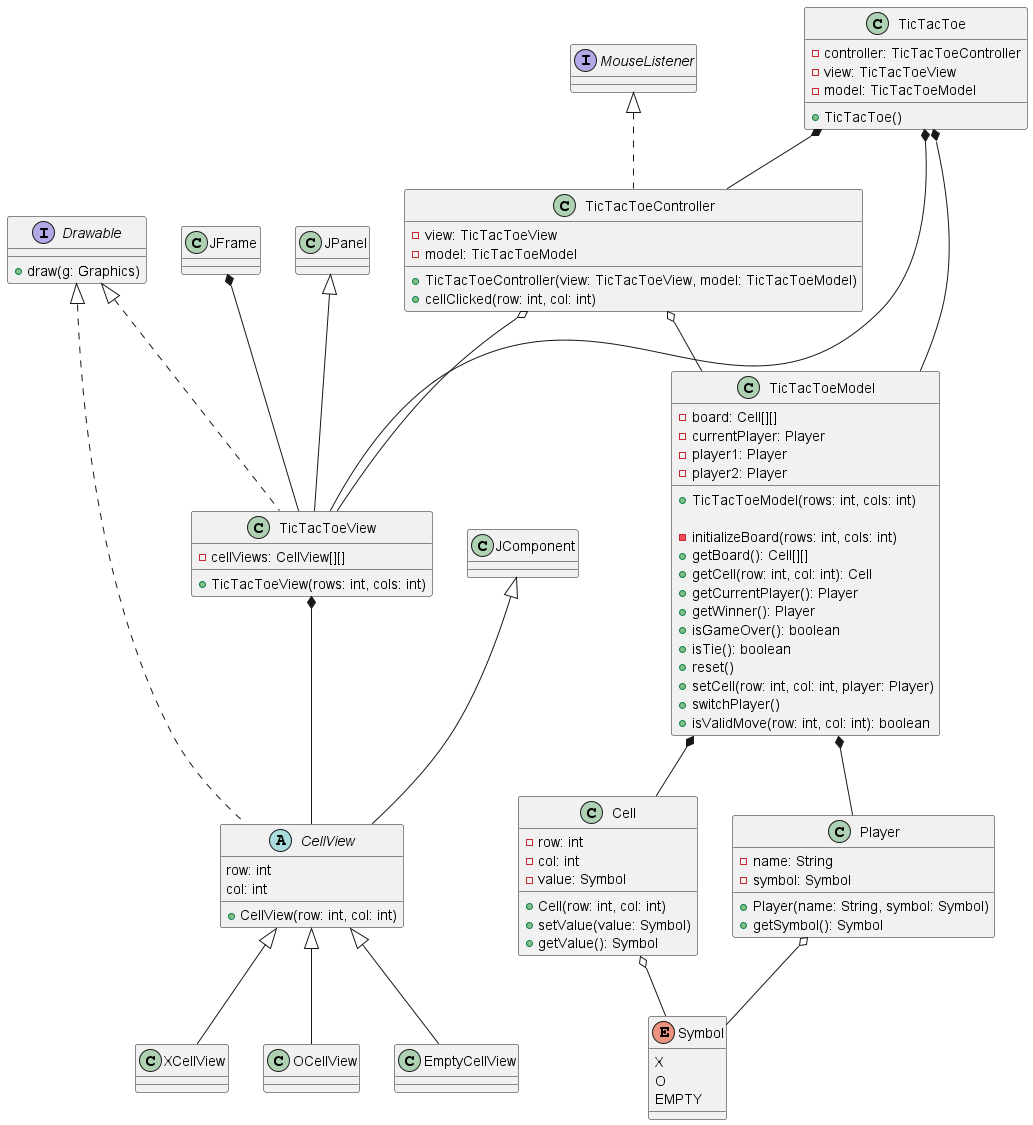 C TicTacToe
controller: TicTacToeController
view: TicTacToeView
model: TicTacToeModel
TicTacToe()
I MouseListener
C TicTacToeController
view: TicTacToeView
model: TicTacToeModel
TicTacToeController(view: TicTacToeView, model: TicTacToeModel)
cellClicked(row: int, col: int)
I Drawable
draw(g: Graphics)
C JFrame
C JPanel
C TicTacToeModel
board: Cell[][]
currentPlayer: Player
player1: Player
player2: Player
TicTacToeModel(rows: int, cols: int)
initializeBoard(rows: int, cols: int)
getBoard(): Cell[][]
getCell(row: int, col: int): Cell
getCurrentPlayer(): Player
getWinner(): Player
isGameOver(): boolean
isTie(): boolean
reset()
setCell(row: int, col: int, player: Player)
switchPlayer()
isValidMove(row: int, col: int): boolean
C TicTacToeView
cellViews: CellView[][]
TicTacToeView(rows: int, cols: int)
C JComponent
A CellView
row: int
col: int
CellView(row: int, col: int)
C Cell
row: int
col: int
value: Symbol
Cell(row: int, col: int)
setValue(value: Symbol)
getValue(): Symbol
C Player
name: String
symbol: Symbol
Player(name: String, symbol: Symbol)
getSymbol(): Symbol
C XCellView
C OCellView
C EmptyCellView
E Symbol
X
O
EMPTY